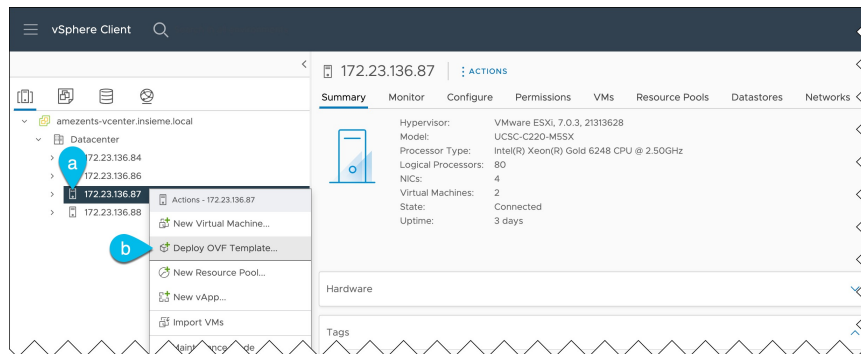 vSphere Client
172.23.136.87
ACTIONS
Summary Monitor Configure Permissions VMs Resource Pools Datastores Networks
amezents-vcenter.insieme.local
Datacenter
172.23.136.84
172.23.136.86
172.23.136.87
172.23.136.88
a
b
Actions - 172.23.136.87
New Virtual Machine...
Deploy OVF Template...
New Resource Pool...
New vApp...
Import VMs
Hypervisor: VMware ESXi, 7.0.3, 21313628
Model: UCSC-C220-M5SX
Processor Type: Intel(R) Xeon(R) Gold 6248 CPU @ 2.50GHz
Logical Processors: 80
NICs: 4
Virtual Machines: 2
State: Connected
Uptime: 3 days
Hardware
Tags